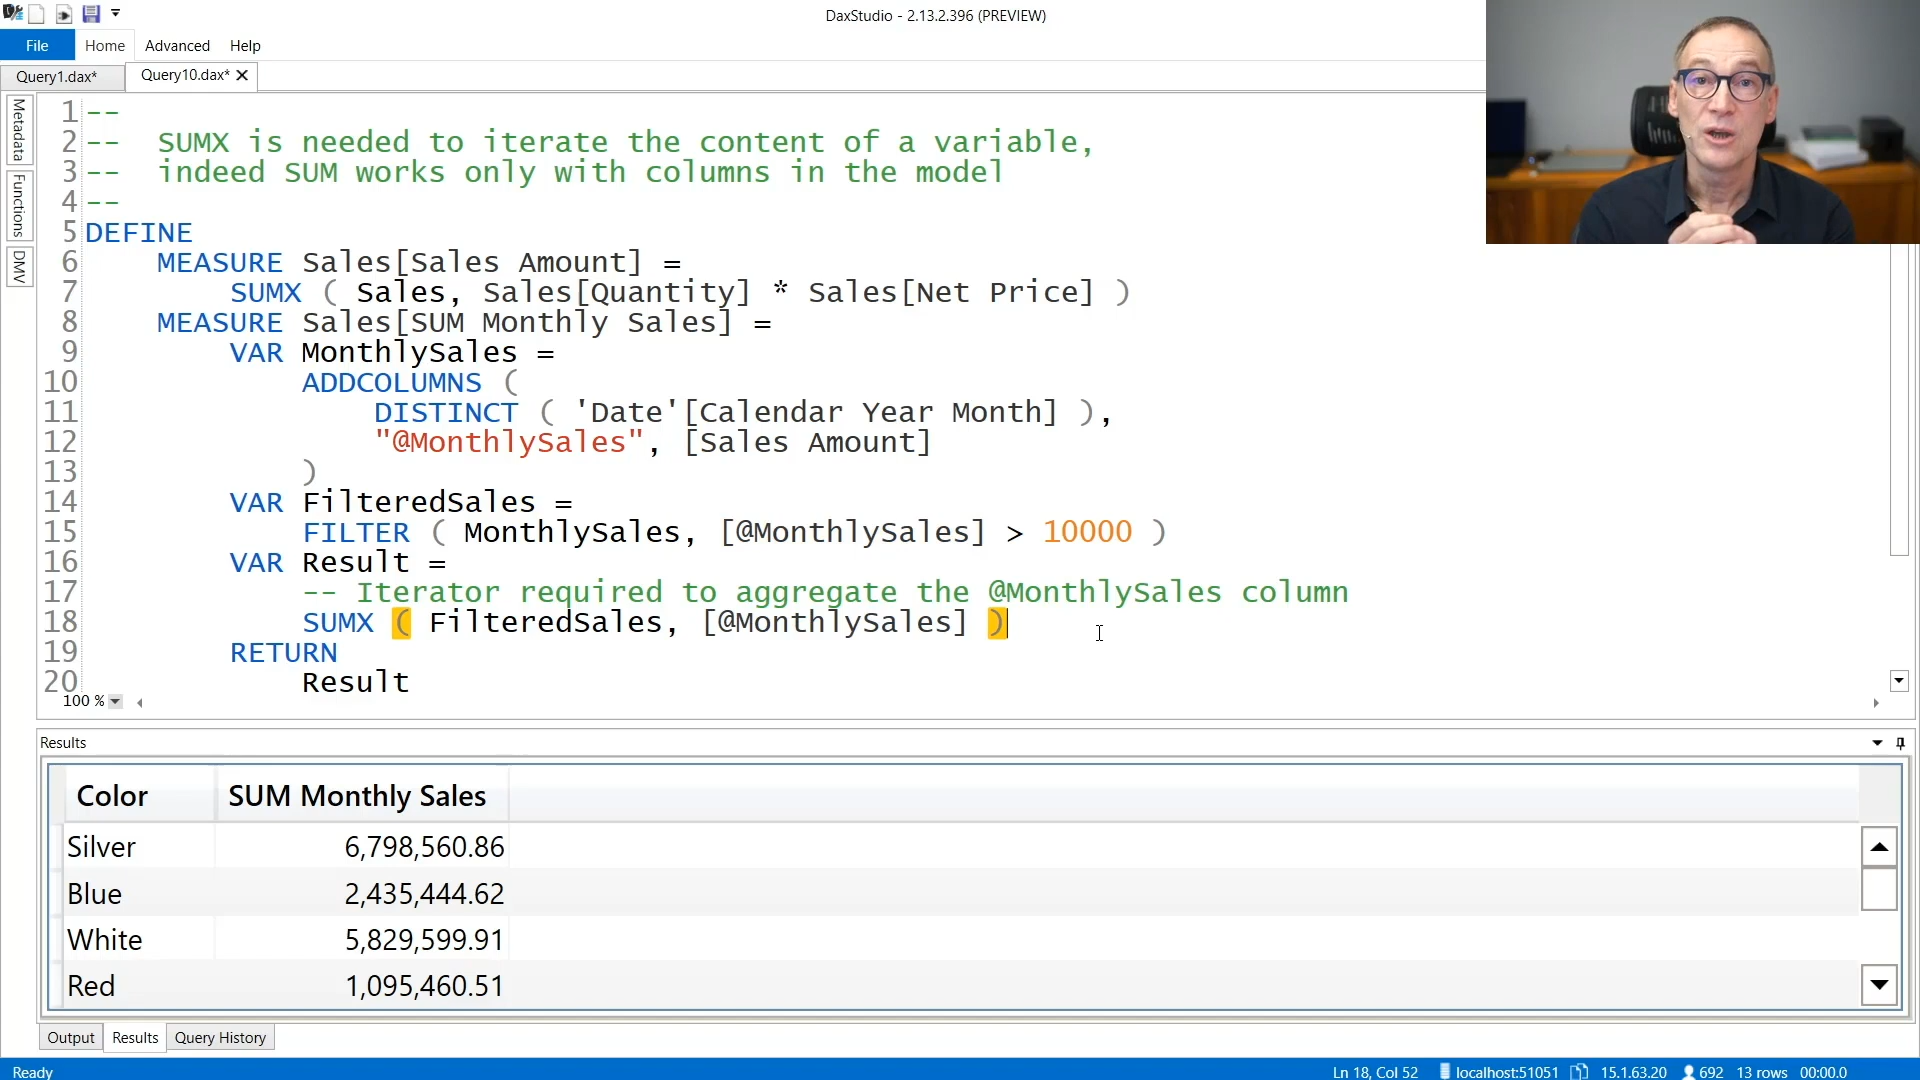 DaxStudio - 2.13.2.396 (PREVIEW)
File Home Advanced Help
Query1.dax* Query10.dax*
Metadata
Functions
DMV
1 --
2 --  SUMX is needed to iterate the content of a variable,
3 --  indeed SUM works only with columns in the model
4 --
5 DEFINE
6     MEASURE Sales[Sales Amount] =
7         SUMX ( Sales, Sales[Quantity] * Sales[Net Price] )
8     MEASURE Sales[SUM Monthly Sales] =
9         VAR MonthlySales =
10             ADDCOLUMNS (
11                 DISTINCT ( 'Date'[Calendar Year Month] ),
12                 "@MonthlySales", [Sales Amount]
13             )
14         VAR FilteredSales =
15             FILTER ( MonthlySales, [@MonthlySales] > 10000 )
16         VAR Result =
17             -- Iterator required to aggregate the @MonthlySales column
18             SUMX ( FilteredSales, [@MonthlySales] )
19         RETURN
20             Result
100 %
Results
Color SUM Monthly Sales
Silver 6,798,560.86
Blue 2,435,444.62
White 5,829,599.91
Red 1,095,460.51
Output Results Query History
Ready Ln 18, Col 52 localhost:51051 15.1.63.20 692 13 rows 00:00.0